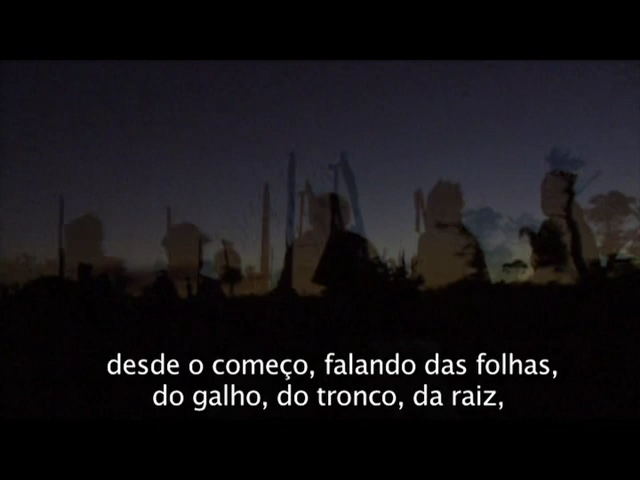 desde o começo, falando das folhas,
do galho, do tronco, da raiz,